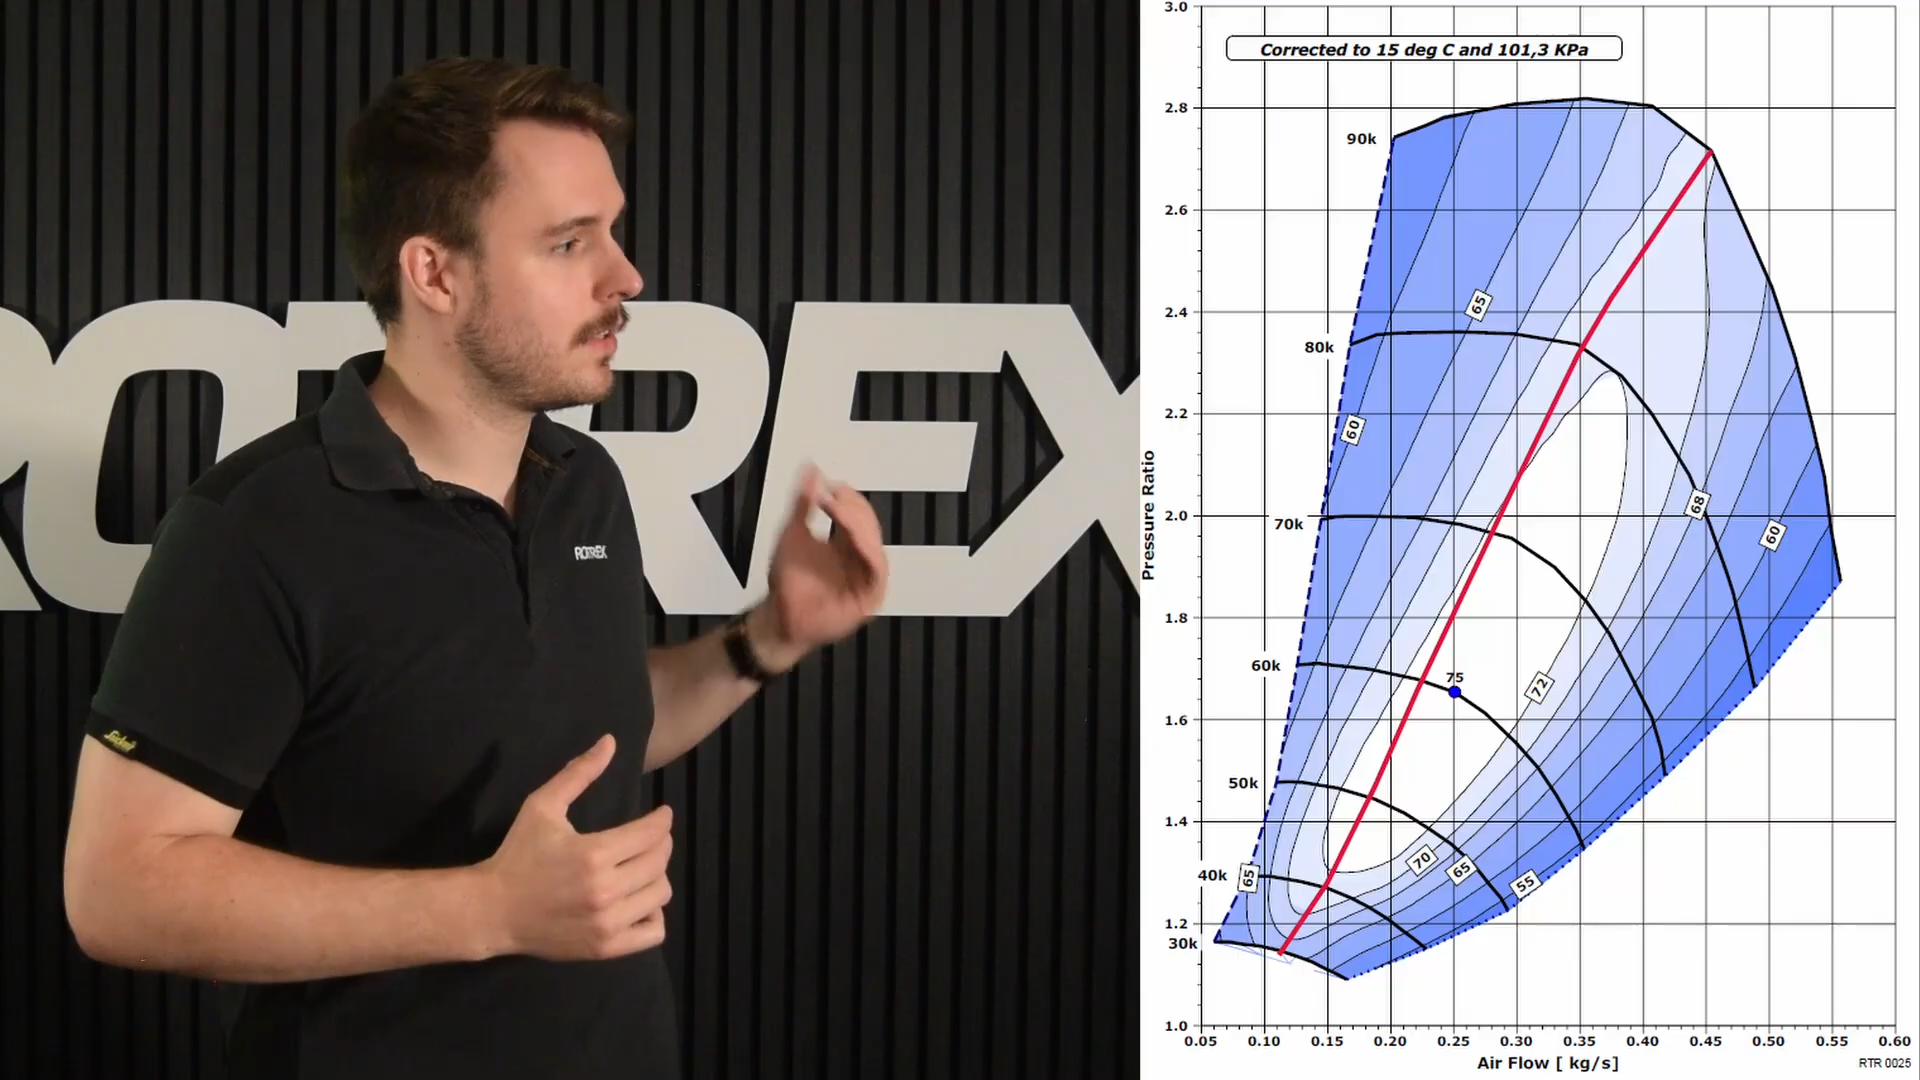 ROTREX
ROTREX
Snickers
Corrected to 15 deg C and 101,3 KPa
3.0
2.8
2.6
2.4
2.2
2.0
1.8
1.6
1.4
1.2
1.0
Pressure Ratio
90k
80k
70k
60k
50k
40k
30k
65
60
68
60
75
72
70
65
65
55
0.05 0.10 0.15 0.20 0.25 0.30 0.35 0.40 0.45 0.50 0.55 0.60
Air Flow [ kg/s]
RTR 0025